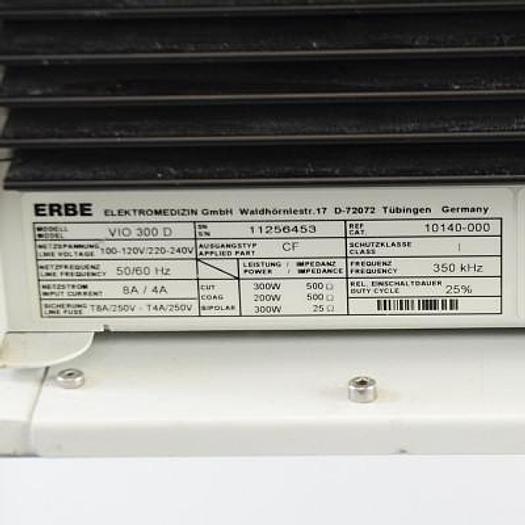 ERBE ELEKTROMEDIZIN GmbH Waldhörnlestr.17 D-72072 Tübingen Germany
MODELL MODEL VIO 300 D SN S/N 11256453 REF CAT. 10140-000
NETZSPANNUNG LINE VOLTAGE 100-120V/220-240V AUSGANGSTYP APPLIED PART CF SCHUTZKLASSE CLASS I
NETZFREQUENZ LINE FREQUENCY 50/60 Hz LEISTUNG / IMPEDANZ POWER / IMPEDANCE FREQUENZ FREQUENCY 350 kHz
NETZSTROM INPUT CURRENT 8A / 4A CUT 300W 500 Ω REL. EINSCHALTDAUER DUTY CYCLE 25%
COAG 200W 500 Ω
SICHERUNG LINE FUSE T8A/250V - T4A/250V BIPOLAR 300W 25 Ω